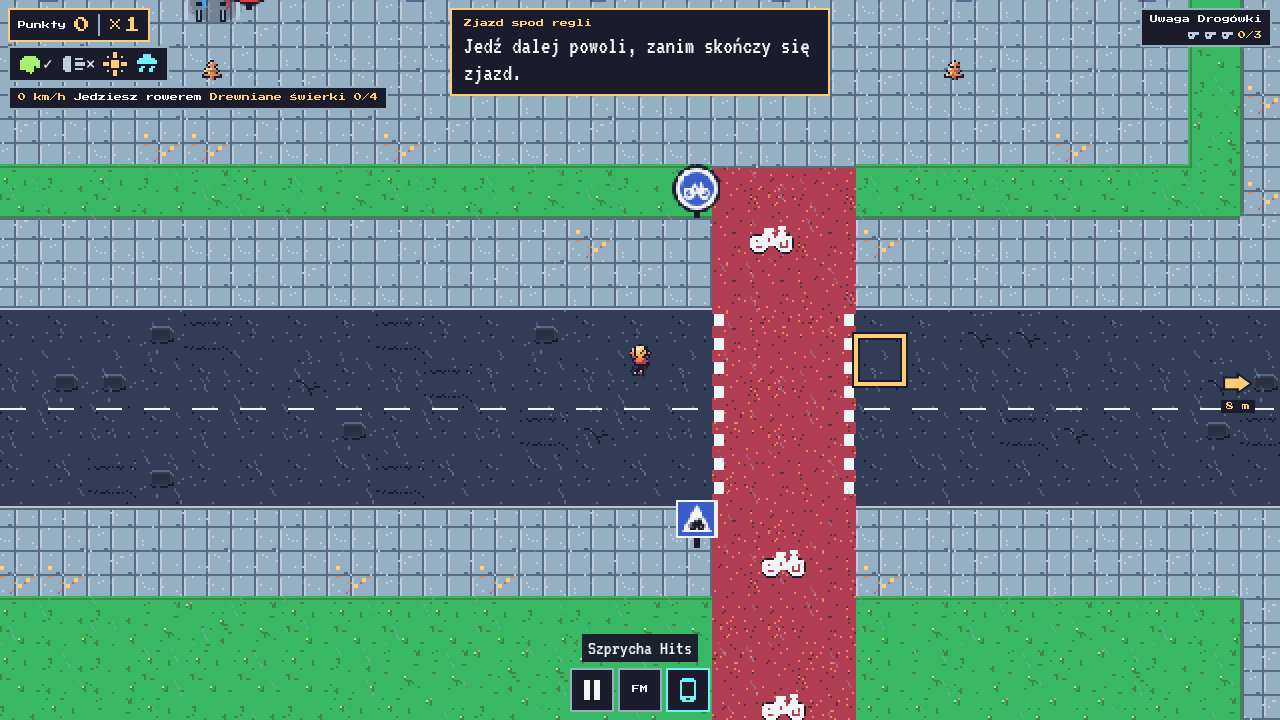 Punkty 0 | ×1
0 km/h Jedziesz rowerem Drewniane świerki 0/4
Zjazd spod regli
Jedź dalej powoli, zanim skończy się
zjazd.
Uwaga Drogówki
0/3
8 m
Szprycha Hits
FM